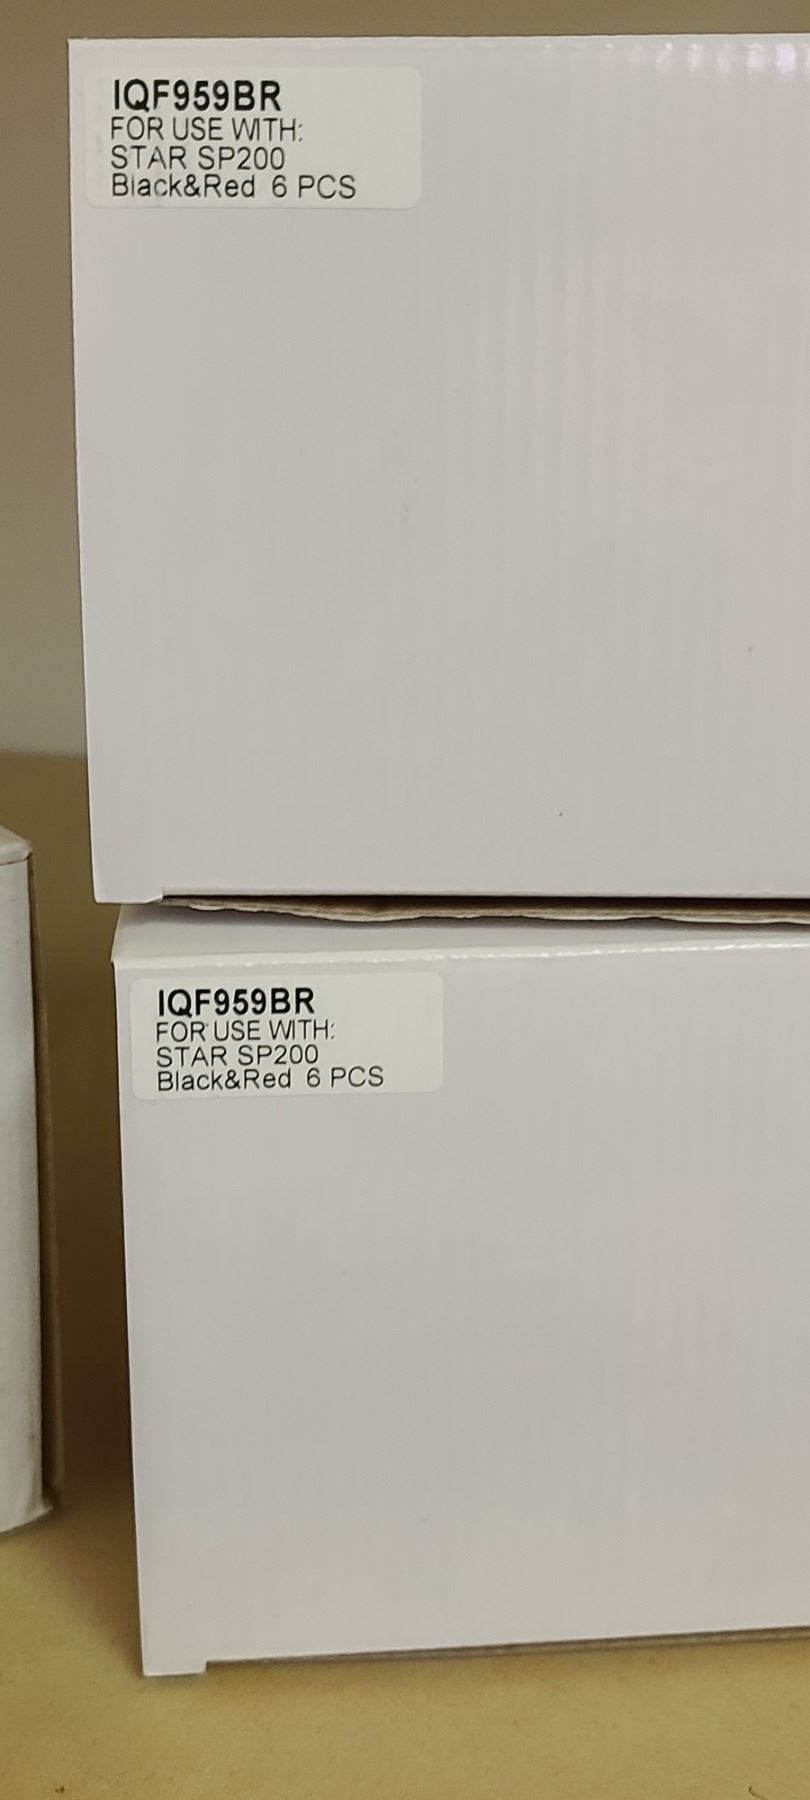 IQF959BR
FOR USE WITH:
STAR SP200
Black&Red 6 PCS
IQF959BR
FOR USE WITH:
STAR SP200
Black&Red 6 PCS